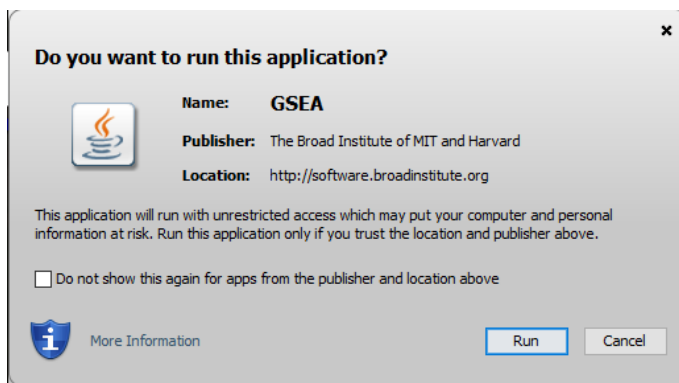 Do you want to run this application?
Name: GSEA
Publisher: The Broad Institute of MIT and Harvard
Location: http://software.broadinstitute.org
This application will run with unrestricted access which may put your computer and personal
information at risk. Run this application only if you trust the location and publisher above.
Do not show this again for apps from the publisher and location above
More Information
Run
Cancel